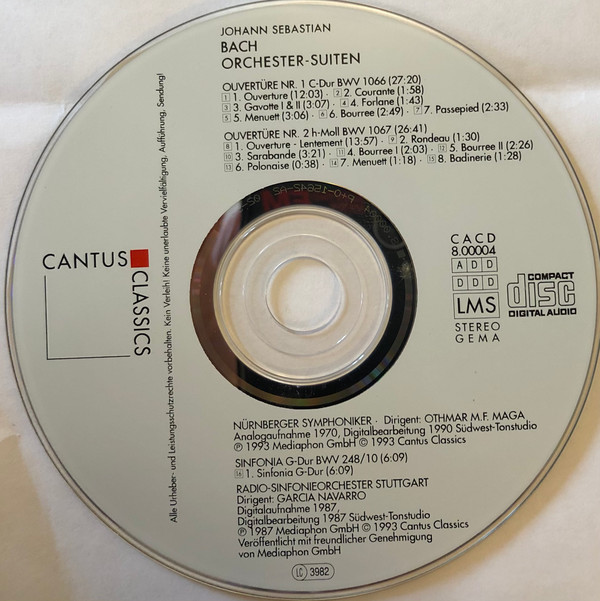 JOHANN SEBASTIAN
BACH
ORCHESTER-SUITEN
OUVERTÜRE NR. 1 C-Dur BWV 1066 (27:20)
1 1. Ouverture (12:03) · 2 2. Courante (1:58)
3 3. Gavotte I & II (3:07) · 4 4. Forlane (1:43)
5 5. Menuett (3:06) · 6 6. Bourree (2:49) · 7 7. Passepied (2:33)
OUVERTÜRE NR. 2 h-Moll BWV 1067 (26:41)
8 1. Ouverture - Lentement (13:57) · 9 2. Rondeau (1:30)
10 3. Sarabande (3:21) · 11 4. Bourree I (2:03) · 12 5. Bourree II (2:26)
13 6. Polonaise (0:38) · 14 7. Menuett (1:18) · 15 8. Badinerie (1:28)
Alle Urheber- und Leistungsschutzrechte vorbehalten. Kein Verleih! Keine unerlaubte Vervielfältigung, Aufführung, Sendung!
CANTUS
CLASSICS
CACD
8.00004
ADD
DDD
LMS
STEREO
GEMA
COMPACT
disc
DIGITAL AUDIO
NÜRNBERGER SYMPHONIKER · Dirigent: OTHMAR M.F. MAGA
Analogaufnahme 1970, Digitalbearbeitung 1990 Südwest-Tonstudio
℗ 1993 Mediaphon GmbH © 1993 Cantus Classics
SINFONIA G-Dur BWV 248/10 (6:09)
16 1. Sinfonia G-Dur (6:09)
RADIO-SINFONIEORCHESTER STUTTGART
Dirigent: GARCIA NAVARRO
Digitalaufnahme 1987,
Digitalbearbeitung 1987 Südwest-Tonstudio
℗ 1987 Mediaphon GmbH © 1993 Cantus Classics
Veröffentlicht mit freundlicher Genehmigung
von Mediaphon GmbH
LC 3982